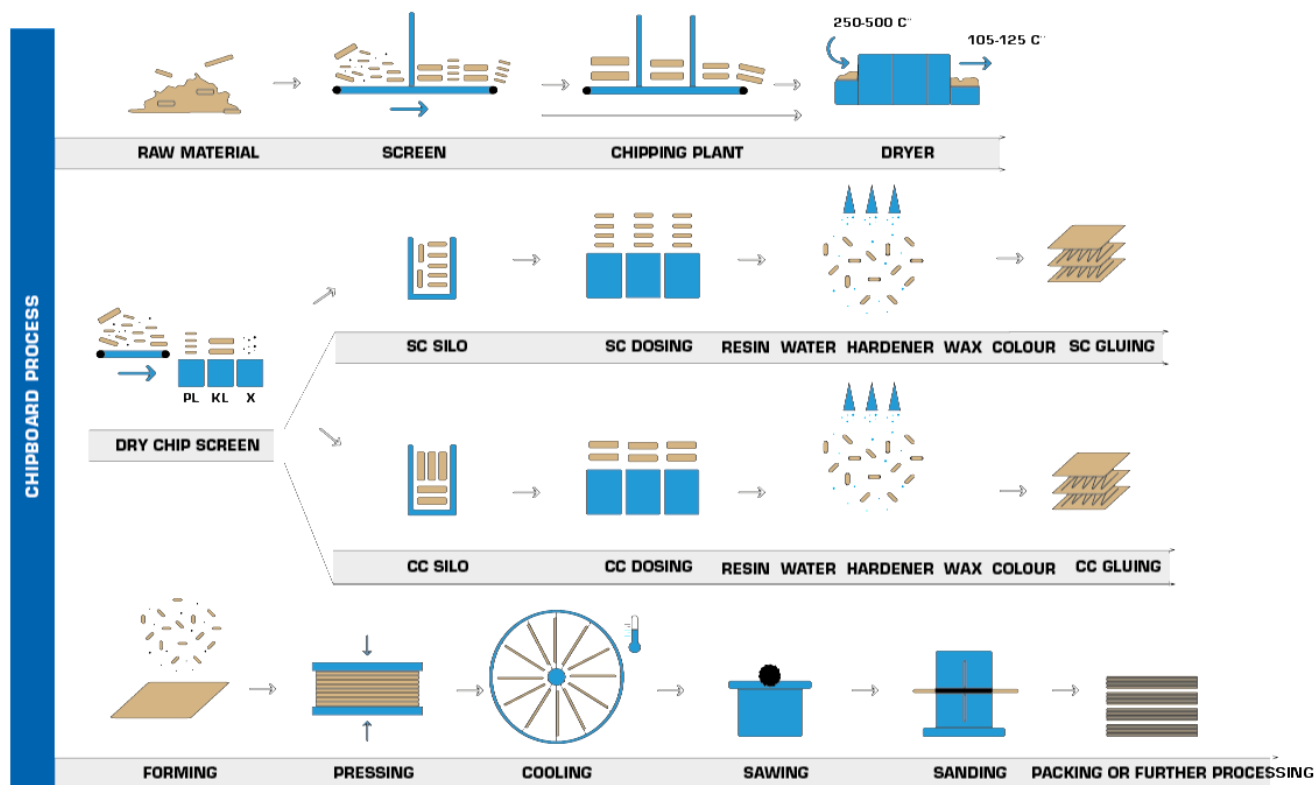 CHIPBOARD PROCESS
250-500 C¨
105-125 C¨
RAW MATERIAL
SCREEN
CHIPPING PLANT
DRYER
PL KL X
DRY CHIP SCREEN
SC SILO
SC DOSING
RESIN WATER HARDENER WAX COLOUR
SC GLUING
CC SILO
CC DOSING
RESIN WATER HARDENER WAX COLOUR
CC GLUING
FORMING
PRESSING
COOLING
SAWING
SANDING
PACKING OR FURTHER PROCESSING